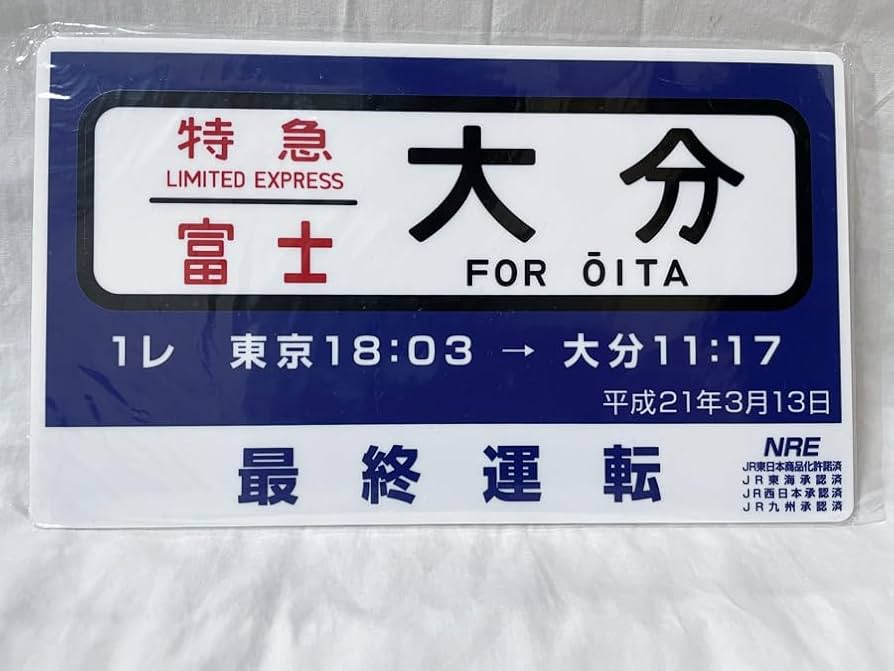 特急
LIMITED EXPRESS
富士
大分
FOR ŌITA
1レ 東京18:03 → 大分11:17
平成21年3月13日
最終運転
NRE
JR東日本商品化許諾済
JR東海承認済
JR西日本承認済
JR九州承認済